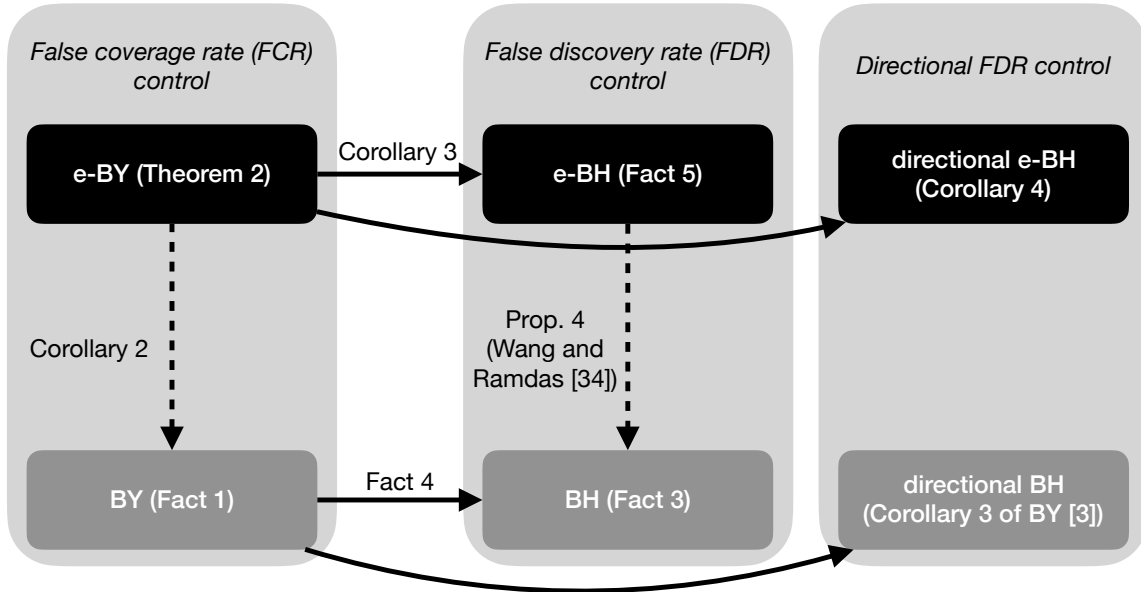 False coverage rate (FCR)
control
False discovery rate (FDR)
control
Directional FDR control
e-BY (Theorem 2)
Corollary 3
e-BH (Fact 5)
directional e-BH
(Corollary 4)
Corollary 2
Prop. 4
(Wang and
Ramdas [34])
BY (Fact 1)
Fact 4
BH (Fact 3)
directional BH
(Corollary 3 of BY [3])